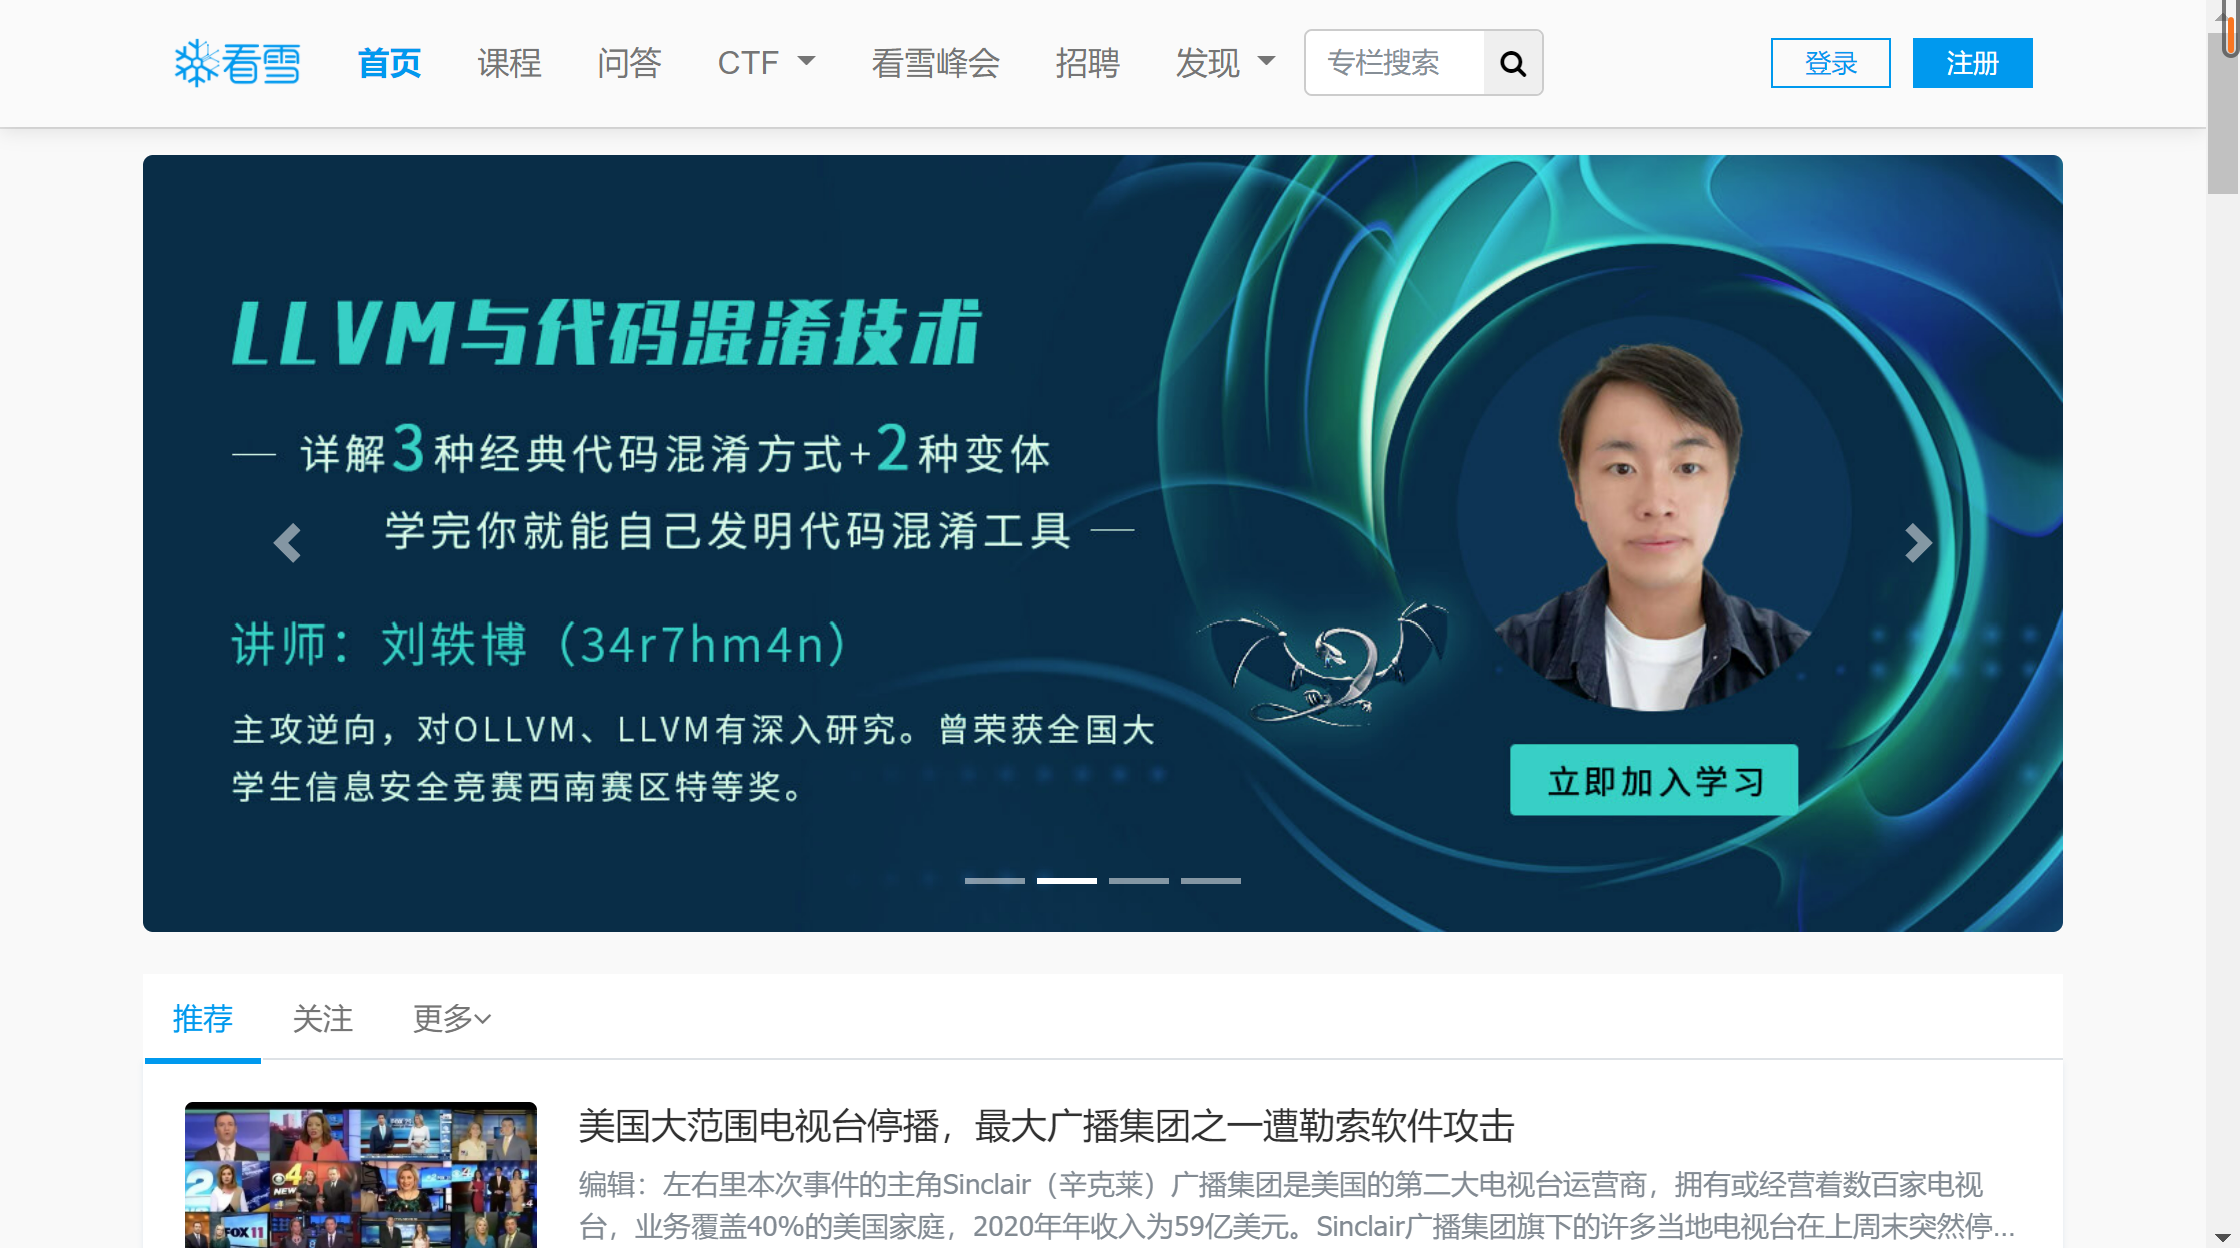 看雪 首页 课程 问答 CTF 看雪峰会 招聘 发现 专栏搜索 登录 注册
LLVM与代码混淆技术
详解3种经典代码混淆方式+2种变体
学完你就能自己发明代码混淆工具
讲师：刘轶博（34r7hm4n）
主攻逆向，对OLLVM、LLVM有深入研究。曾荣获全国大
学生信息安全竞赛西南赛区特等奖。
立即加入学习
推荐 关注 更多
美国大范围电视台停播，最大广播集团之一遭勒索软件攻击
编辑：左右里本次事件的主角Sinclair（辛克莱）广播集团是美国的第二大电视台运营商，拥有或经营着数百家电视
台，业务覆盖40%的美国家庭，2020年年收入为59亿美元。Sinclair广播集团旗下的许多当地电视台在上周末突然停...
2
4
NEW
FOX 11